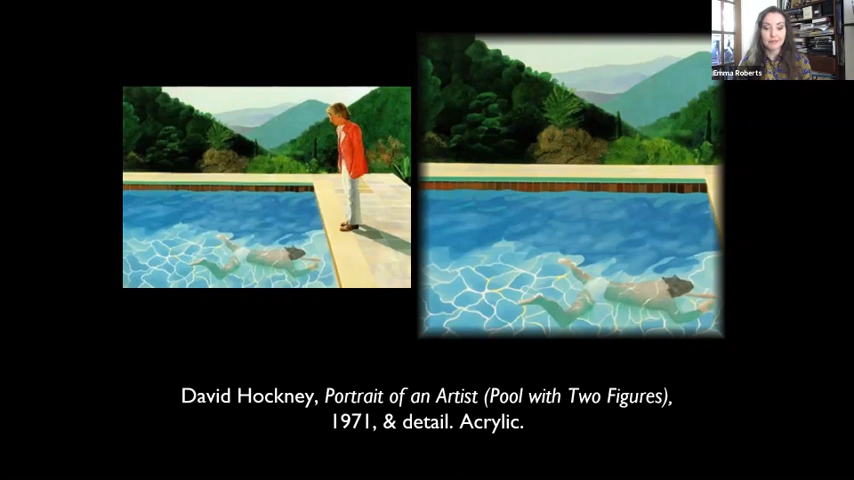 Emma Roberts
David Hockney, Portrait of an Artist (Pool with Two Figures),
1971, & detail. Acrylic.